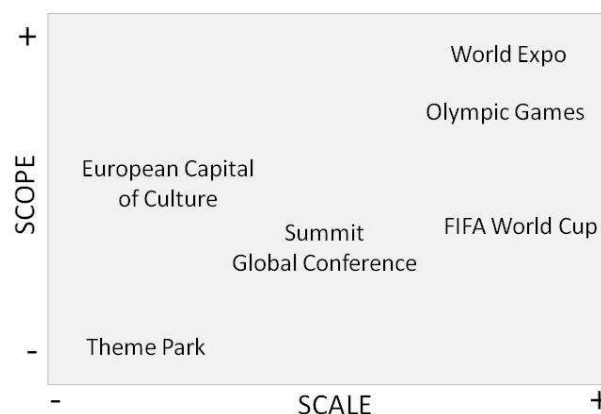 +
World Expo
Olympic Games
European Capital
of Culture
SCOPE
Summit
Global Conference
FIFA World Cup
-
Theme Park
-
SCALE
+